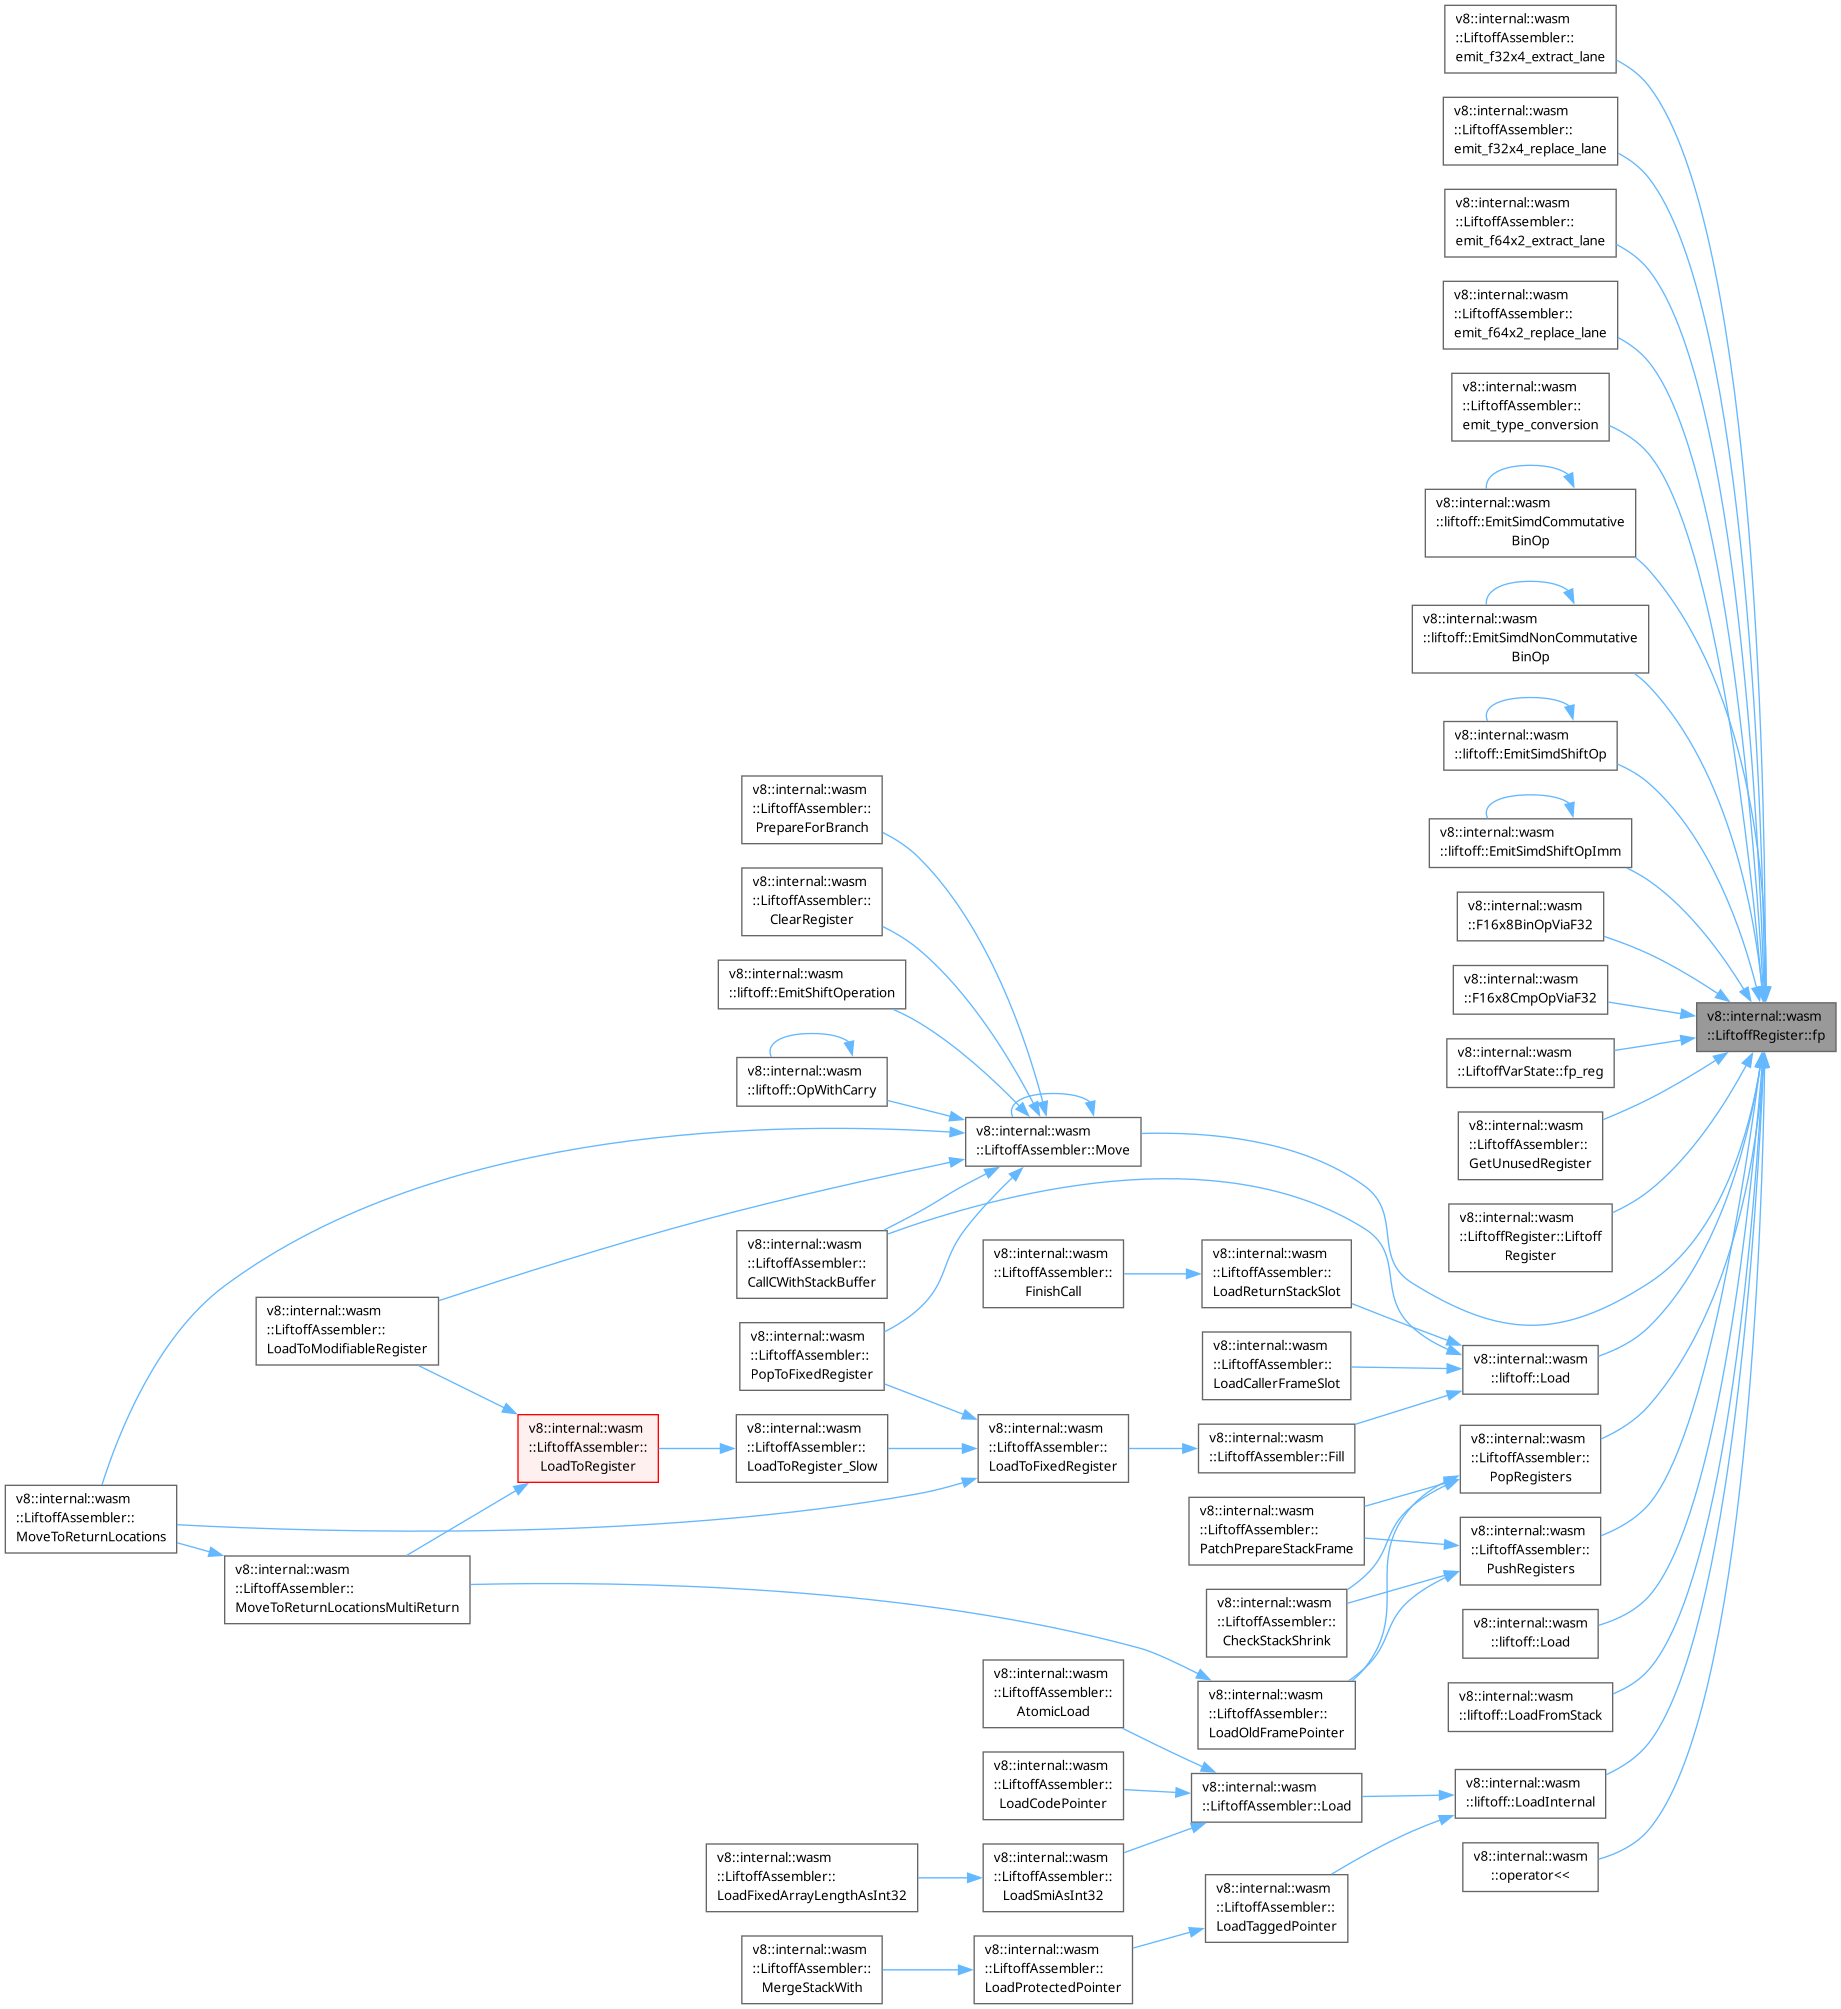 v8::internal::wasm
::LiftoffAssembler::
emit_f32x4_extract_lane
v8::internal::wasm
::LiftoffAssembler::
emit_f32x4_replace_lane
v8::internal::wasm
::LiftoffAssembler::
emit_f64x2_extract_lane
v8::internal::wasm
::LiftoffAssembler::
emit_f64x2_replace_lane
v8::internal::wasm
::LiftoffAssembler::
emit_type_conversion
v8::internal::wasm
::liftoff::EmitSimdCommutative
BinOp
v8::internal::wasm
::liftoff::EmitSimdNonCommutative
BinOp
v8::internal::wasm
::liftoff::EmitSimdShiftOp
v8::internal::wasm
::liftoff::EmitSimdShiftOpImm
v8::internal::wasm
::F16x8BinOpViaF32
v8::internal::wasm
::F16x8CmpOpViaF32
v8::internal::wasm
::LiftoffRegister::fp
v8::internal::wasm
::LiftoffVarState::fp_reg
v8::internal::wasm
::LiftoffAssembler::
GetUnusedRegister
v8::internal::wasm
::LiftoffRegister::Liftoff
Register
v8::internal::wasm
::LiftoffAssembler::
PrepareForBranch
v8::internal::wasm
::LiftoffAssembler::
ClearRegister
v8::internal::wasm
::liftoff::EmitShiftOperation
v8::internal::wasm
::liftoff::OpWithCarry
v8::internal::wasm
::LiftoffAssembler::Move
v8::internal::wasm
::LiftoffAssembler::
CallCWithStackBuffer
v8::internal::wasm
::LiftoffAssembler::
FinishCall
v8::internal::wasm
::LiftoffAssembler::
LoadReturnStackSlot
v8::internal::wasm
::LiftoffAssembler::
LoadToModifiableRegister
v8::internal::wasm
::LiftoffAssembler::
PopToFixedRegister
v8::internal::wasm
::LiftoffAssembler::
LoadCallerFrameSlot
v8::internal::wasm
::liftoff::Load
v8::internal::wasm
::LiftoffAssembler::
LoadToRegister
v8::internal::wasm
::LiftoffAssembler::
LoadToRegister_Slow
v8::internal::wasm
::LiftoffAssembler::
LoadToFixedRegister
v8::internal::wasm
::LiftoffAssembler::Fill
v8::internal::wasm
::LiftoffAssembler::
PopRegisters
v8::internal::wasm
::LiftoffAssembler::
MoveToReturnLocations
v8::internal::wasm
::LiftoffAssembler::
PatchPrepareStackFrame
v8::internal::wasm
::LiftoffAssembler::
PushRegisters
v8::internal::wasm
::LiftoffAssembler::
MoveToReturnLocationsMultiReturn
v8::internal::wasm
::LiftoffAssembler::
CheckStackShrink
v8::internal::wasm
::liftoff::Load
v8::internal::wasm
::LiftoffAssembler::
AtomicLoad
v8::internal::wasm
::LiftoffAssembler::
LoadOldFramePointer
v8::internal::wasm
::liftoff::LoadFromStack
v8::internal::wasm
::LiftoffAssembler::
LoadCodePointer
v8::internal::wasm
::LiftoffAssembler::Load
v8::internal::wasm
::liftoff::LoadInternal
v8::internal::wasm
::LiftoffAssembler::
LoadFixedArrayLengthAsInt32
v8::internal::wasm
::LiftoffAssembler::
LoadSmiAsInt32
v8::internal::wasm
::operator<<
v8::internal::wasm
::LiftoffAssembler::
LoadTaggedPointer
v8::internal::wasm
::LiftoffAssembler::
MergeStackWith
v8::internal::wasm
::LiftoffAssembler::
LoadProtectedPointer